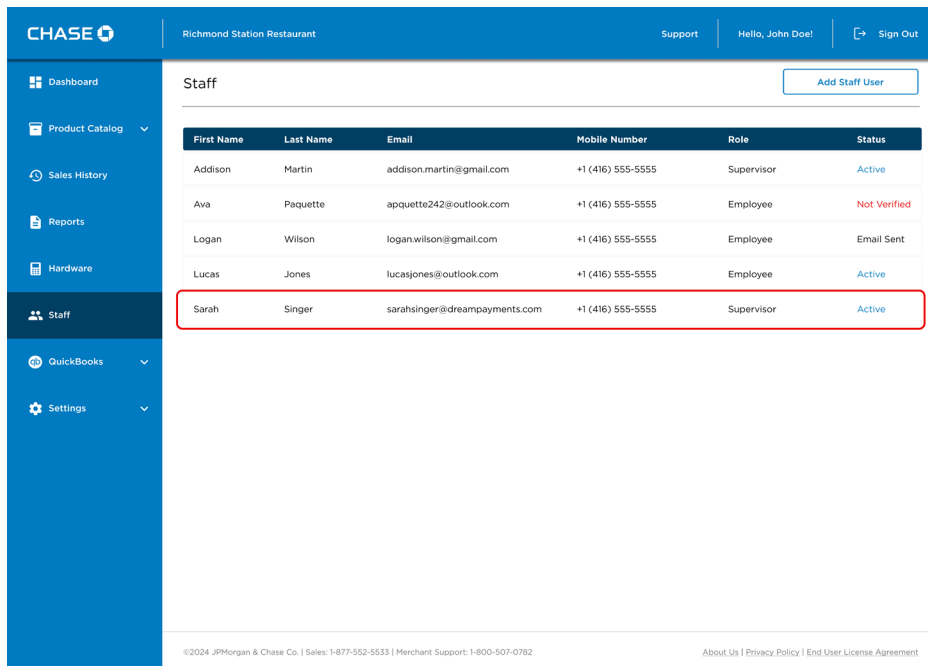 CHASE
Richmond Station Restaurant Support Hello, John Doe! Sign Out
Dashboard
Product Catalog
Sales History
Reports
Hardware
Staff
qb QuickBooks
Settings
Staff Add Staff User
First Name Last Name Email Mobile Number Role Status
Addison Martin addison.martin@gmail.com +1 (416) 555-5555 Supervisor Active
Ava Paquette apquette242@outlook.com +1 (416) 555-5555 Employee Not Verified
Logan Wilson logan.wilson@gmail.com +1 (416) 555-5555 Employee Email Sent
Lucas Jones lucasjones@outlook.com +1 (416) 555-5555 Employee Active
Sarah Singer sarahsinger@dreampayments.com +1 (416) 555-5555 Supervisor Active
©2024 JPMorgan & Chase Co. | Sales: 1-877-552-5533 | Merchant Support: 1-800-507-0782 About Us | Privacy Policy | End User License Agreement